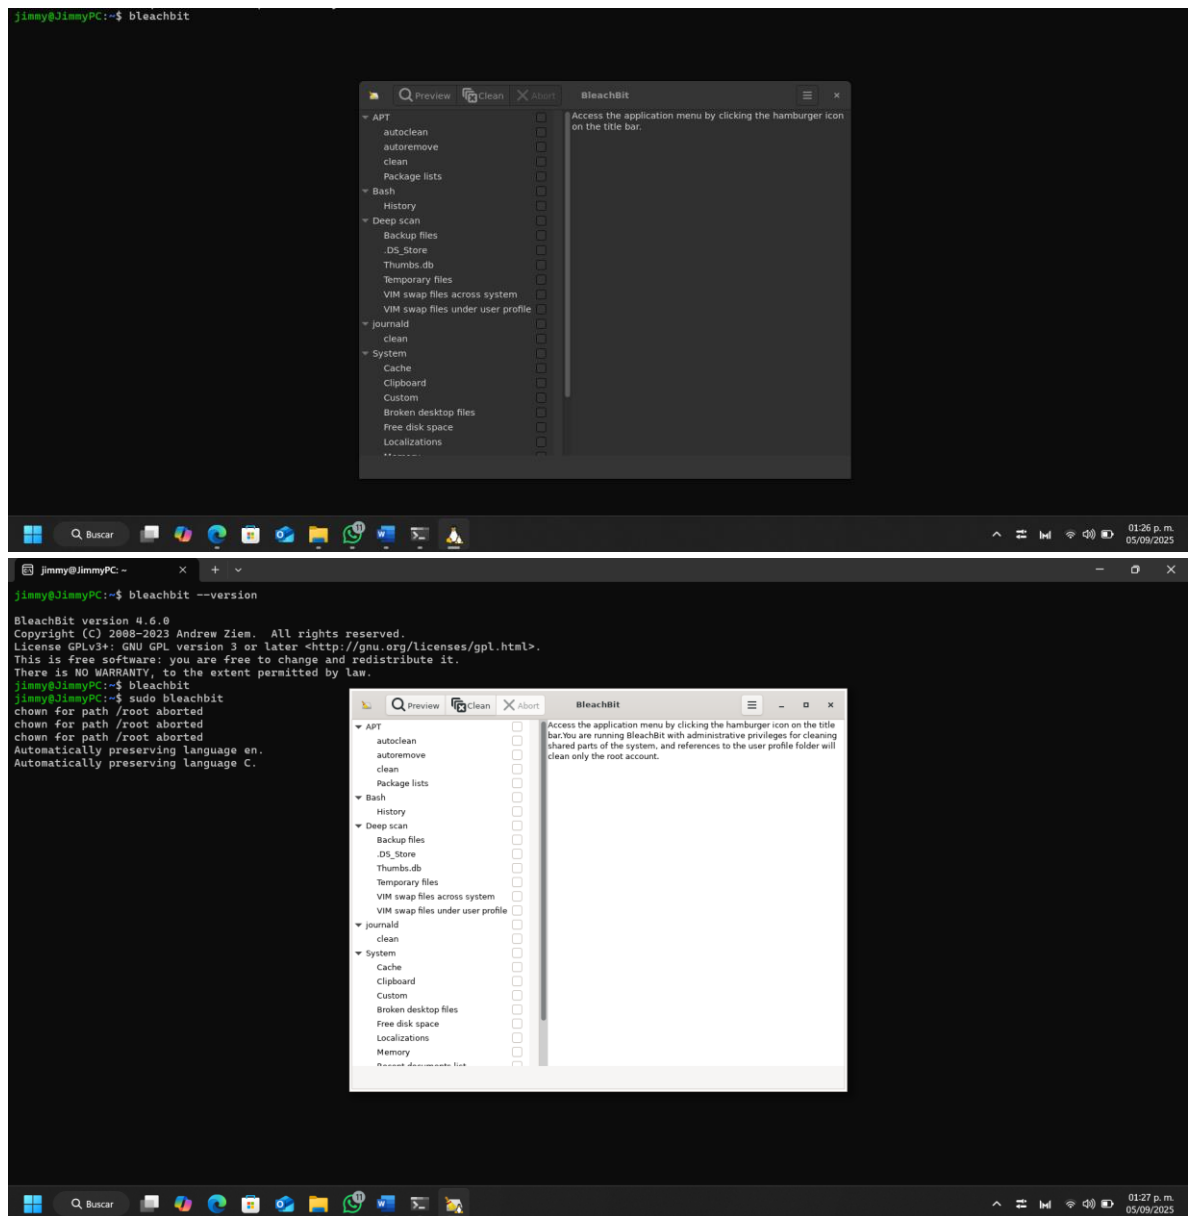 jimmy@JimmyPC:~$ bleachbit
Preview Clean Abort BleachBit
APT
autoclean
autoremove
clean
Package lists
Bash
History
Deep scan
Backup files
.DS_Store
Thumbs.db
Temporary files
VIM swap files across system
VIM swap files under user profile
journald
clean
System
Cache
Clipboard
Custom
Broken desktop files
Free disk space
Localizations
Memory
Access the application menu by clicking the hamburger icon
on the title bar.
Buscar
11
01:26 p. m.
05/09/2025
jimmy@JimmyPC: ~
jimmy@JimmyPC:~$ bleachbit --version
BleachBit version 4.6.0
Copyright (C) 2008-2023 Andrew Ziem.  All rights reserved.
License GPLv3+: GNU GPL version 3 or later <http://gnu.org/licenses/gpl.html>.
This is free software: you are free to change and redistribute it.
There is NO WARRANTY, to the extent permitted by law.
jimmy@JimmyPC:~$ bleachbit
jimmy@JimmyPC:~$ sudo bleachbit
chown for path /root aborted
chown for path /root aborted
chown for path /root aborted
Automatically preserving language en.
Automatically preserving language C.
Preview Clean Abort BleachBit
APT
autoclean
autoremove
clean
Package lists
Bash
History
Deep scan
Backup files
.DS_Store
Thumbs.db
Temporary files
VIM swap files across system
VIM swap files under user profile
journald
clean
System
Cache
Clipboard
Custom
Broken desktop files
Free disk space
Localizations
Memory
Recent documents list
Access the application menu by clicking the hamburger icon on the title
bar.You are running BleachBit with administrative privileges for cleaning
shared parts of the system, and references to the user profile folder will
clean only the root account.
Buscar
11
01:27 p. m.
05/09/2025